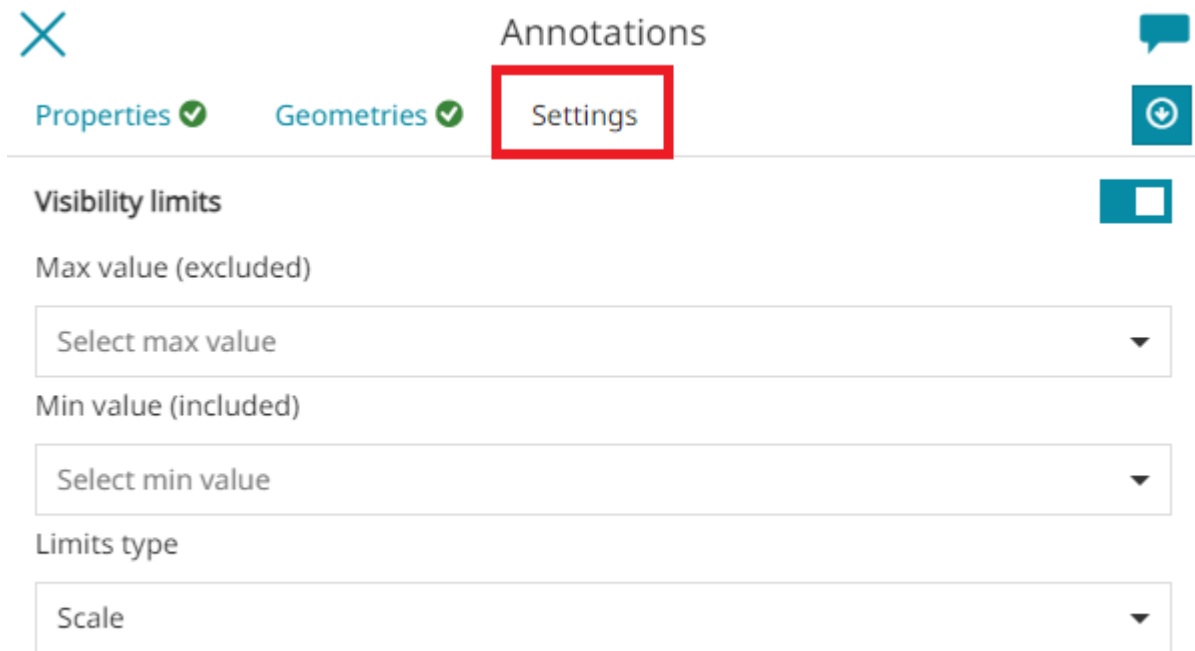 Annotations
Properties Geometries Settings
Visibility limits
Max value (excluded)
Select max value
Min value (included)
Select min value
Limits type
Scale